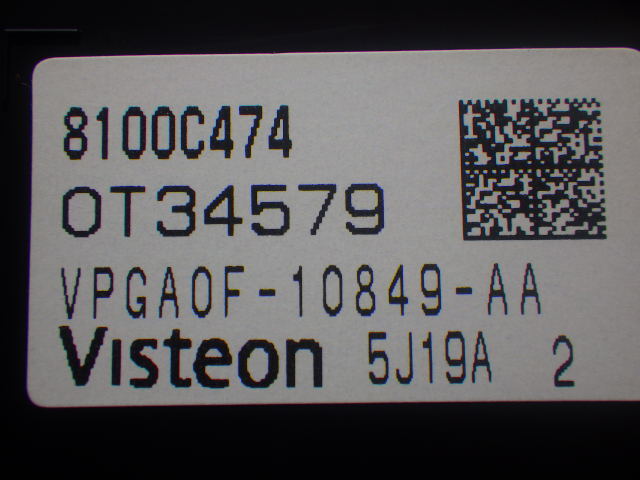 8100C474
OT34579
VPGA0F-10849-AA
Visteon 5J19A 2